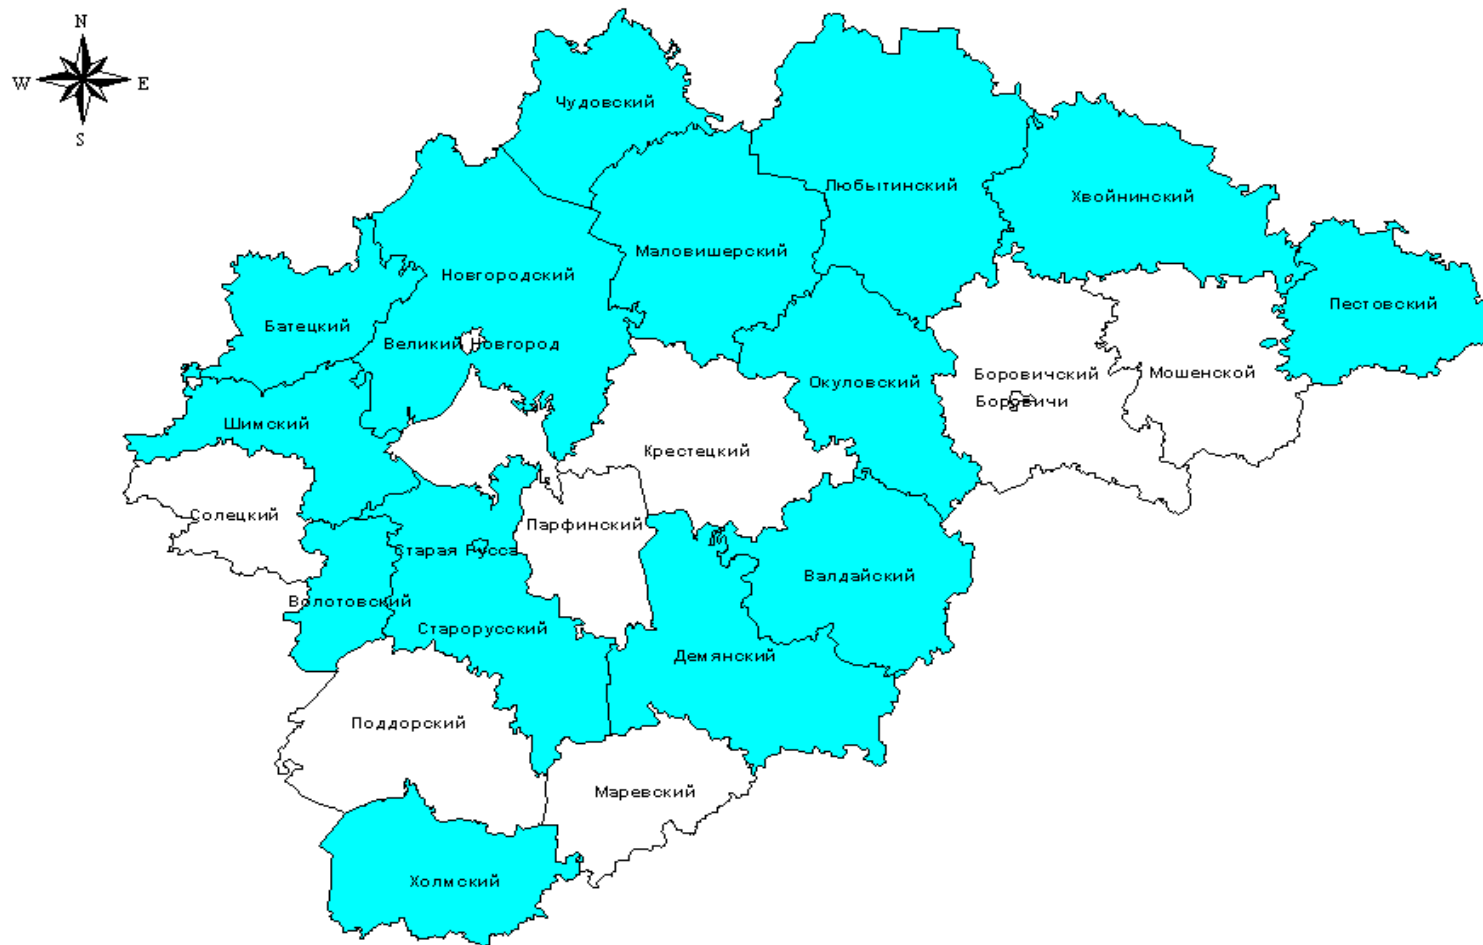 N
W
E
S
Чудовский
Любытинский
Хвойнинский
Маловишерский
Новгородский
Пестовский
Батецкий
Великий Новгород
Боровичский
Мошенской
Окуловский
Боровичи
Шимский
Крестецкий
Солецкий
Парфинский
Старая Русса
Валдайский
Волотовский
Старорусский
Демянский
Поддорский
Маревский
Холмский